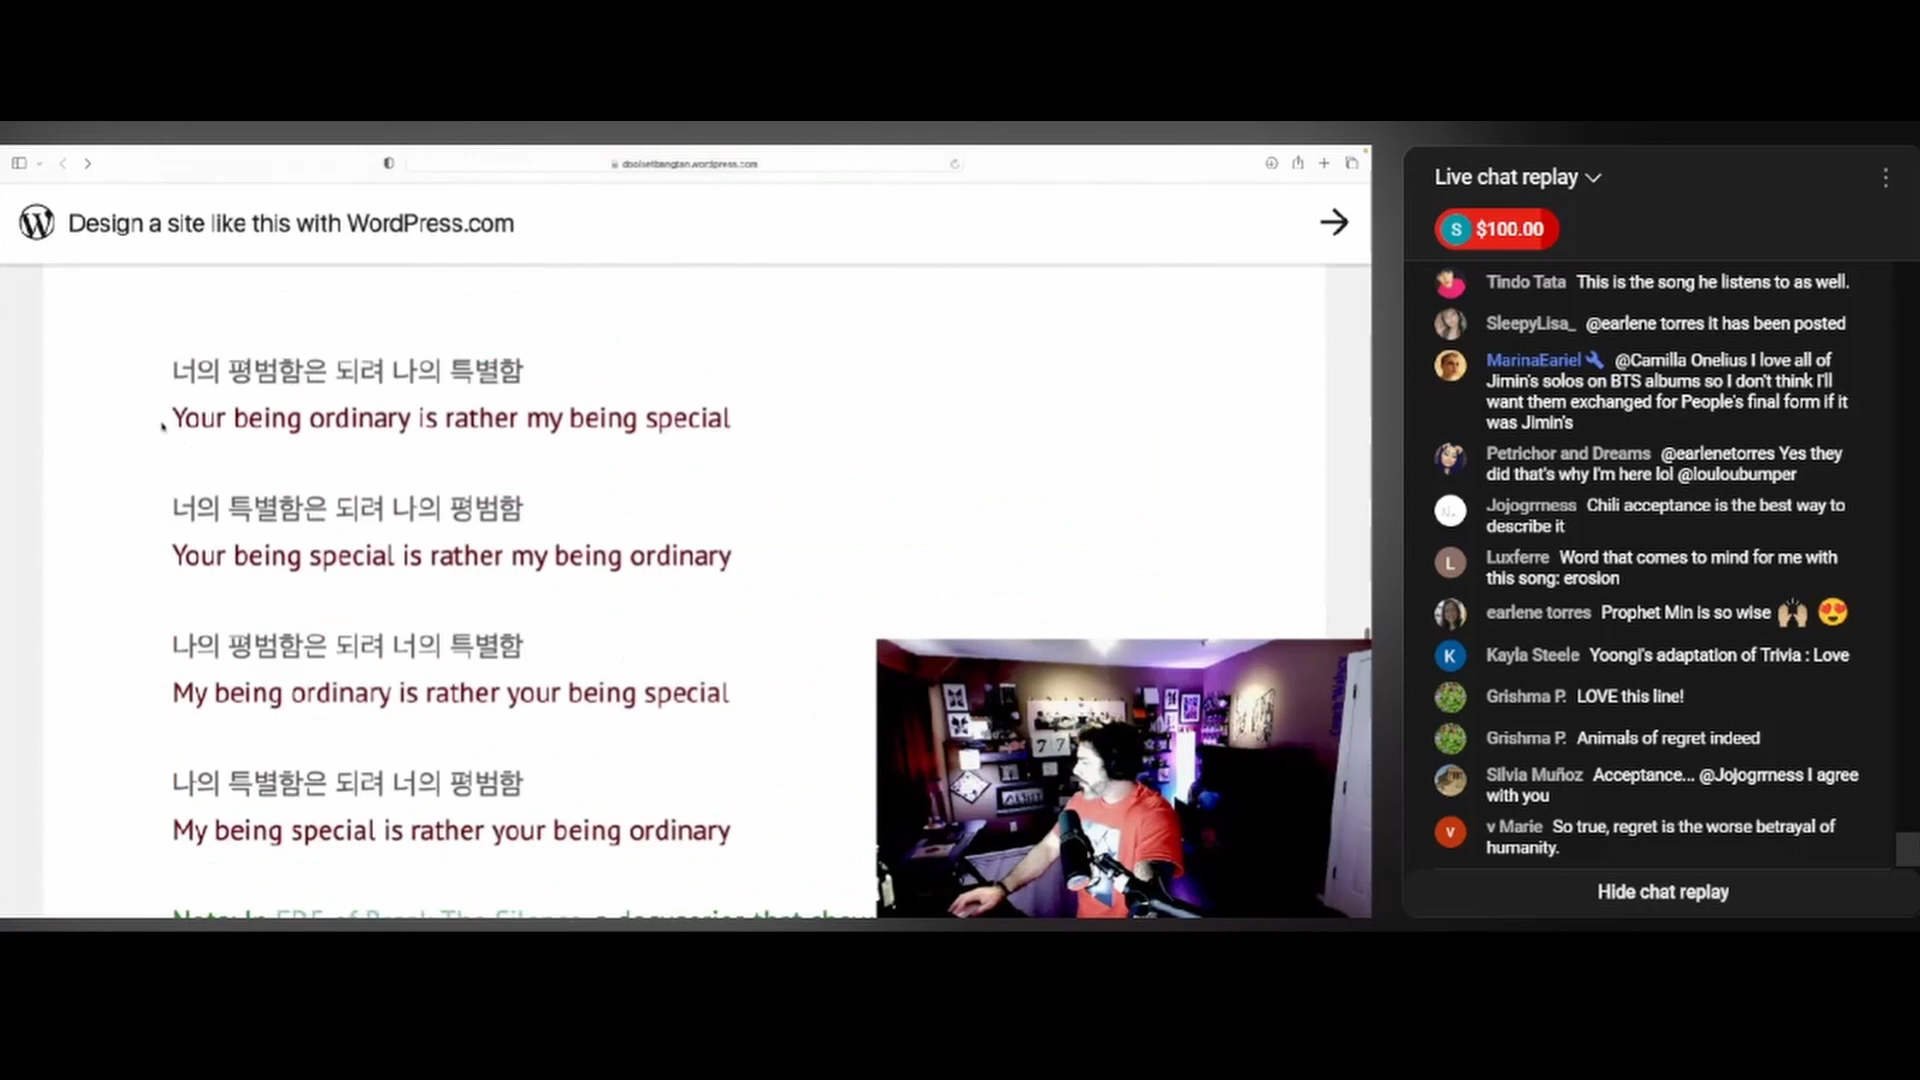 doolsetbangtan.wordpress.com
Design a site like this with WordPress.com
너의 평범함은 되려 나의 특별함
Your being ordinary is rather my being special
너의 특별함은 되려 나의 평범함
Your being special is rather my being ordinary
나의 평범함은 되려 너의 특별함
My being ordinary is rather your being special
나의 특별함은 되려 너의 평범함
My being special is rather your being ordinary
7 7
Live chat replay
S $100.00
Tindo Tata This is the song he listens to as well.
SleepyLisa_ @earlene torres it has been posted
MarinaEariel @Camilla Onelius I love all of
Jimin's solos on BTS albums so I don't think I'll
want them exchanged for People's final form if it
was Jimin's
Petrichor and Dreams @earlenetorres Yes they
did that's why I'm here lol @louloubumper
Jojogrrness Chili acceptance is the best way to
describe it
L Luxferre Word that comes to mind for me with
this song: erosion
earlene torres Prophet Min is so wise
K Kayla Steele Yoongi's adaptation of Trivia : Love
Grishma P. LOVE this line!
Grishma P. Animals of regret indeed
Silvia Muñoz Acceptance... @Jojogrrness I agree
with you
V v Marie So true, regret is the worse betrayal of
humanity.
Hide chat replay